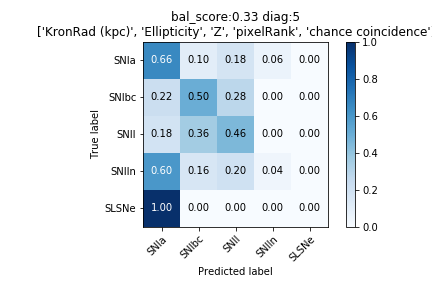 bal_score:0.33 diag:5
['KronRad (kpc)', 'Ellipticity', 'Z', 'pixelRank', 'chance coincidence'
SNIa 0.66 0.10 0.18 0.06 0.00
SNIbc 0.22 0.50 0.28 0.00 0.00
SNII 0.18 0.36 0.46 0.00 0.00
SNIIn 0.60 0.16 0.20 0.04 0.00
SLSNe 1.00 0.00 0.00 0.00 0.00
True label
SNIa SNIbc SNII SNIIn SLSNe
Predicted label
1.0
0.8
0.6
0.4
0.2
0.0